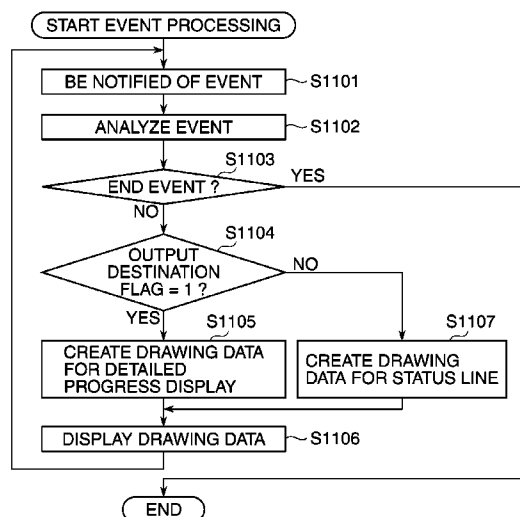 START EVENT PROCESSING
BE NOTIFIED OF EVENT
S1101
ANALYZE EVENT
S1102
S1103
END EVENT ?
YES
NO
S1104
OUTPUT
DESTINATION
FLAG = 1 ?
NO
YES
S1105
CREATE DRAWING DATA
FOR DETAILED
PROGRESS DISPLAY
S1107
CREATE DRAWING
DATA FOR STATUS LINE
DISPLAY DRAWING DATA
S1106
END